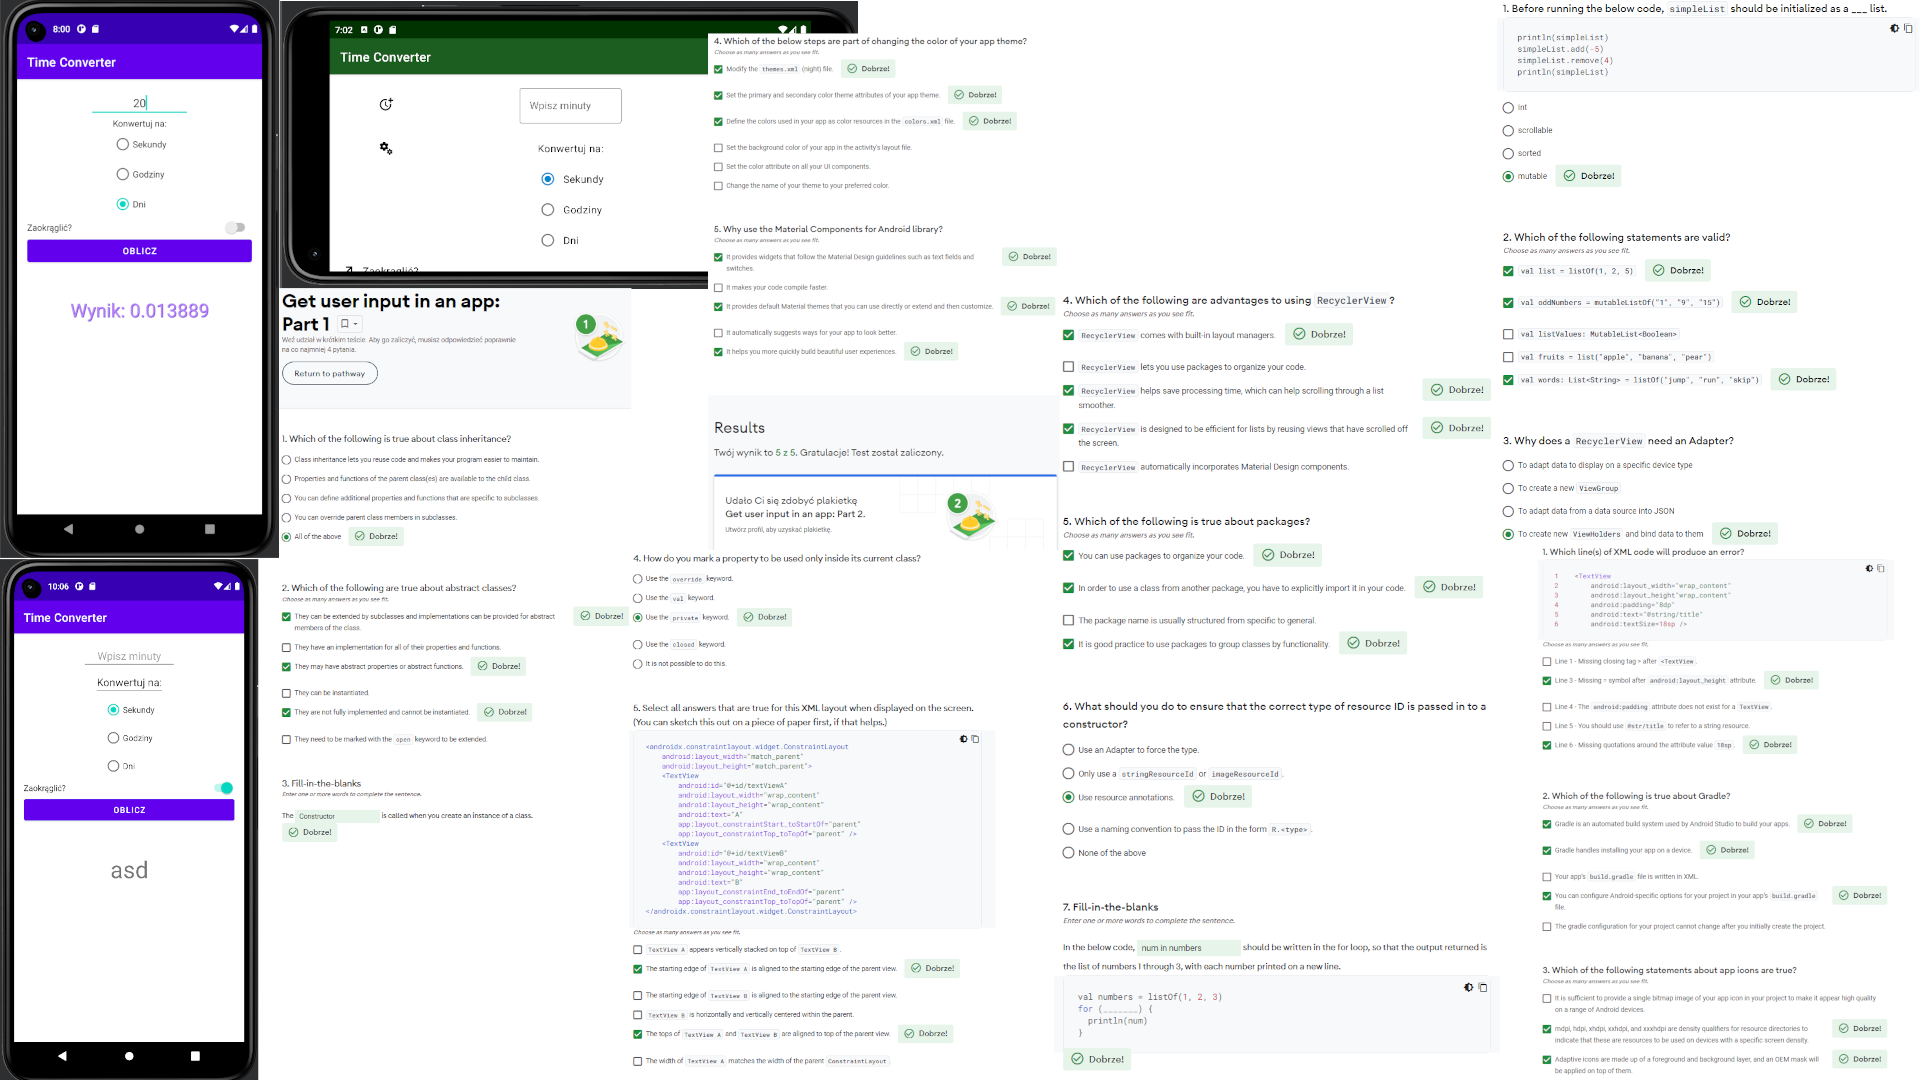 8:00
Time Converter
20
Konwertuj na:
Sekundy
Godziny
Dni
Zaokrąglić?
OBLICZ
Wynik: 0.013889
7:02
Time Converter
Wpisz minuty
Konwertuj na:
Sekundy
Godziny
Dni
Zaokrąglić?
Get user input in an app:
Part 1
Weź udział w krótkim teście. Aby go zaliczyć, musisz odpowiedzieć poprawnie
na co najmniej 4 pytania.
Return to pathway
1
1. Which of the following is true about class inheritance?
Class inheritance lets you reuse code and makes your program easier to maintain.
Properties and functions of the parent class(es) are available to the child class.
You can define additional properties and functions that are specific to subclasses.
You can override parent class members in subclasses.
All of the above Dobrze!
10:06
Time Converter
Wpisz minuty
Konwertuj na:
Sekundy
Godziny
Dni
Zaokrąglić?
OBLICZ
asd
2. Which of the following are true about abstract classes?
Choose as many answers as you see fit.
They can be extended by subclasses and implementations can be provided for abstract
members of the class. Dobrze!
They have an implementation for all of their properties and functions.
They may have abstract properties or abstract functions. Dobrze!
They can be instantiated.
They are not fully implemented and cannot be instantiated. Dobrze!
They need to be marked with the open keyword to be extended.
3. Fill-in-the-blanks
Enter one or more words to complete the sentence.
The Constructor is called when you create an instance of a class.
Dobrze!
4. Which of the below steps are part of changing the color of your app theme?
Choose as many answers as you see fit.
Modify the themes.xml (night) file. Dobrze!
Set the primary and secondary color theme attributes of your app theme. Dobrze!
Define the colors used in your app as color resources in the colors.xml file. Dobrze!
Set the background color of your app in the activity's layout file.
Set the color attribute on all your UI components.
Change the name of your theme to your preferred color.
5. Why use the Material Components for Android library?
Choose as many answers as you see fit.
It provides widgets that follow the Material Design guidelines such as text fields and
switches. Dobrze!
It makes your code compile faster.
It provides default Material themes that you can use directly or extend and then customize. Dobrze!
It automatically suggests ways for your app to look better.
It helps you more quickly build beautiful user experiences. Dobrze!
Results
Twój wynik to 5 z 5. Gratulacje! Test został zaliczony.
Udało Ci się zdobyć plakietkę
Get user input in an app: Part 2.
Utwórz profil, aby uzyskać plakietkę.
2
4. How do you mark a property to be used only inside its current class?
Use the override keyword.
Use the val keyword.
Use the private keyword. Dobrze!
Use the closed keyword.
It is not possible to do this.
5. Select all answers that are true for this XML layout when displayed on the screen.
(You can sketch this out on a piece of paper first, if that helps.)
<androidx.constraintlayout.widget.ConstraintLayout
android:layout_width="match_parent"
android:layout_height="match_parent">
<TextView
android:id="@+id/textViewA"
android:layout_width="wrap_content"
android:layout_height="wrap_content"
android:text="A"
app:layout_constraintStart_toStartOf="parent"
app:layout_constraintTop_toTopOf="parent" />
<TextView
android:id="@+id/textViewB"
android:layout_width="wrap_content"
android:layout_height="wrap_content"
android:text="B"
app:layout_constraintEnd_toEndOf="parent"
app:layout_constraintTop_toTopOf="parent" />
</androidx.constraintlayout.widget.ConstraintLayout>
Choose as many answers as you see fit.
TextView A appears vertically stacked on top of TextView B.
The starting edge of TextView A is aligned to the starting edge of the parent view. Dobrze!
The starting edge of TextView B is aligned to the starting edge of the parent view.
TextView B is horizontally and vertically centered within the parent.
The tops of TextView A and TextView B are aligned to top of the parent view. Dobrze!
The width of TextView A matches the width of the parent ConstraintLayout.
4. Which of the following are advantages to using RecyclerView?
Choose as many answers as you see fit.
RecyclerView comes with built-in layout managers. Dobrze!
RecyclerView lets you use packages to organize your code.
RecyclerView helps save processing time, which can help scrolling through a list
smoother. Dobrze!
RecyclerView is designed to be efficient for lists by reusing views that have scrolled off
the screen. Dobrze!
RecyclerView automatically incorporates Material Design components.
5. Which of the following is true about packages?
Choose as many answers as you see fit.
You can use packages to organize your code. Dobrze!
In order to use a class from another package, you have to explicitly import it in your code. Dobrze!
The package name is usually structured from specific to general.
It is good practice to use packages to group classes by functionality. Dobrze!
6. What should you do to ensure that the correct type of resource ID is passed in to a
constructor?
Use an Adapter to force the type.
Only use a stringResourceId or imageResourceId.
Use resource annotations. Dobrze!
Use a naming convention to pass the ID in the form R.<type>.
None of the above
7. Fill-in-the-blanks
Enter one or more words to complete the sentence.
In the below code, num in numbers should be written in the for loop, so that the output returned is
the list of numbers 1 through 3, with each number printed on a new line.
val numbers = listOf(1, 2, 3)
for (_______) {
println(num)
}
Dobrze!
1. Before running the below code, simpleList should be initialized as a ___ list.
println(simpleList)
simpleList.add(-5)
simpleList.remove(4)
println(simpleList)
int
scrollable
sorted
mutable Dobrze!
2. Which of the following statements are valid?
Choose as many answers as you see fit.
val list = listOf(1, 2, 5) Dobrze!
val oddNumbers = mutableListOf("1", "9", "15") Dobrze!
val listValues: MutableList<Boolean>
val fruits = list("apple", "banana", "pear")
val words: List<String> = listOf("jump", "run", "skip") Dobrze!
3. Why does a RecyclerView need an Adapter?
To adapt data to display on a specific device type
To create a new ViewGroup
To adapt data from a data source into JSON
To create new ViewHolders and bind data to them Dobrze!
1. Which line(s) of XML code will produce an error?
1 <TextView
2 android:layout_width="wrap_content"
3 android:layout_height"wrap_content"
4 android:padding="8dp"
5 android:text="@string/title"
6 android:textSize=18sp />
Choose as many answers as you see fit.
Line 1 - Missing closing tag > after <TextView.
Line 3 - Missing = symbol after android:layout_height attribute. Dobrze!
Line 4 - The android:padding attribute does not exist for a TextView.
Line 5 - You should use @str/title to refer to a string resource.
Line 6 - Missing quotations around the attribute value 18sp Dobrze!
2. Which of the following is true about Gradle?
Choose as many answers as you see fit.
Gradle is an automated build system used by Android Studio to build your apps. Dobrze!
Gradle handles installing your app on a device. Dobrze!
Your app's build.gradle file is written in XML.
You can configure Android-specific options for your project in your app's build.gradle
file. Dobrze!
The gradle configuration for your project cannot change after you initially create the project.
3. Which of the following statements about app icons are true?
Choose as many answers as you see fit.
It is sufficient to provide a single bitmap image of your app icon in your project to make it appear high quality
on a range of Android devices.
mdpi, hdpi, xhdpi, xxhdpi, and xxxhdpi are density qualifiers for resource directories to
indicate that these are resources to be used on devices with a specific screen density. Dobrze!
Adaptive icons are made up of a foreground and background layer, and an OEM mask will
be applied on top of them. Dobrze!